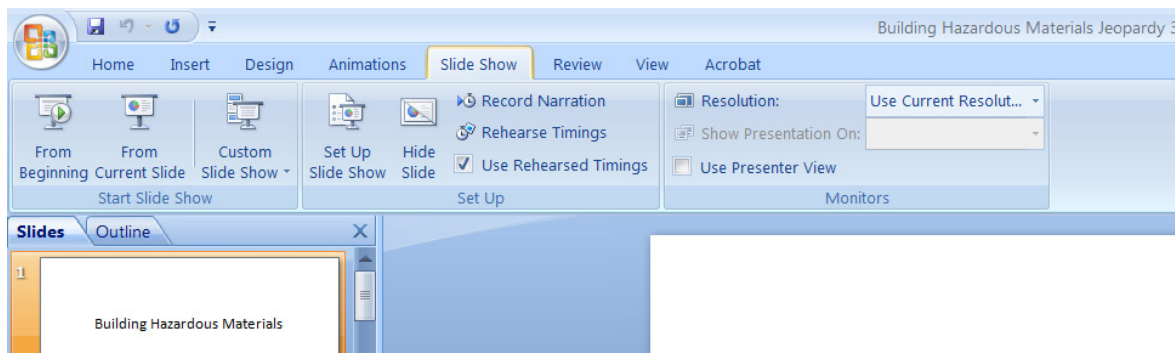 Building Hazardous Materials Jeopardy 3
Home Insert Design Animations Slide Show Review View Acrobat
From Beginning
From Current Slide
Custom Slide Show
Start Slide Show
Set Up Slide Show
Hide Slide
Record Narration
Rehearse Timings
Use Rehearsed Timings
Set Up
Resolution: Use Current Resolut...
Show Presentation On:
Use Presenter View
Monitors
Slides Outline
1
Building Hazardous Materials